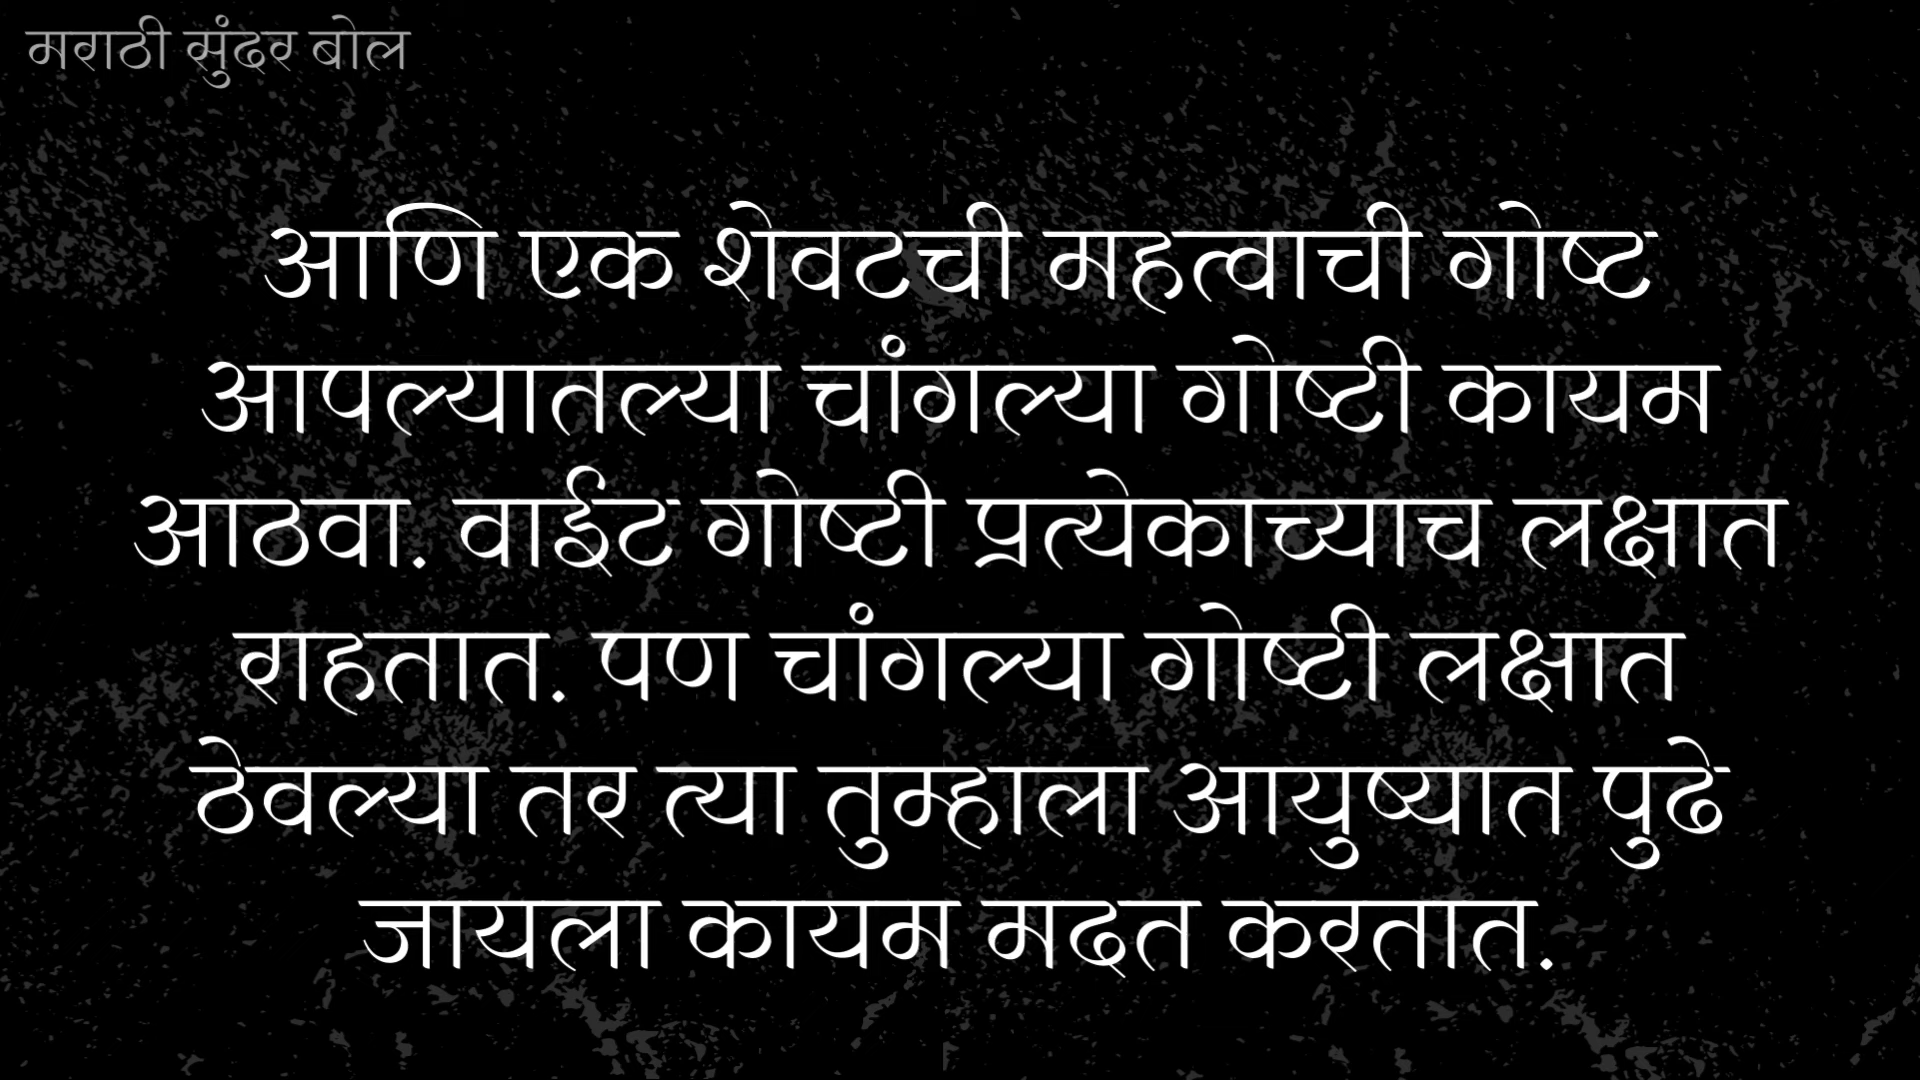 मराठी सुंदर बोल
आणि एक शेवटची महत्वाची गोष्ट
आपल्यातल्या चांगल्या गोष्टी कायम
आठवा. वाईट गोष्टी प्रत्येकाच्याच लक्षात
राहतात. पण चांगल्या गोष्टी लक्षात
ठेवल्या तर त्या तुम्हाला आयुष्यात पुढे
जायला कायम मदत करतात.